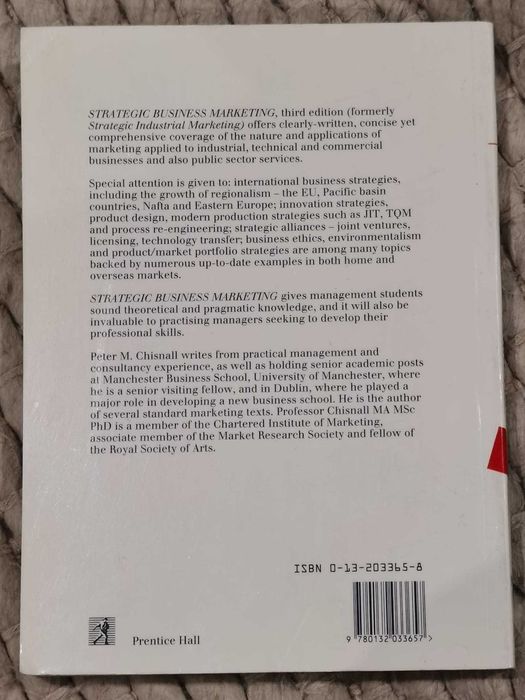 STRATEGIC BUSINESS MARKETING, third edition (formerly
Strategic Industrial Marketing) offers clearly-written, concise yet
comprehensive coverage of the nature and applications of
marketing applied to industrial, technical and commercial
businesses and also public sector services.
Special attention is given to: international business strategies,
including the growth of regionalism – the EU, Pacific basin
countries, Nafta and Eastern Europe; innovation strategies,
product design, modern production strategies such as JIT, TQM
and process re-engineering; strategic alliances – joint ventures,
licensing, technology transfer; business ethics, environmentalism
and product/market portfolio strategies are among many topics
backed by numerous up-to-date examples in both home and
overseas markets.
STRATEGIC BUSINESS MARKETING gives management students
sound theoretical and pragmatic knowledge, and it will also be
invaluable to practising managers seeking to develop their
professional skills.
Peter M. Chisnall writes from practical management and
consultancy experience, as well as holding senior academic posts
at Manchester Business School, University of Manchester, where
he is a senior visiting fellow, and in Dublin, where he played a
major role in developing a new business school. He is the author
of several standard marketing texts. Professor Chisnall MA MSc
PhD is a member of the Chartered Institute of Marketing,
associate member of the Market Research Society and fellow of
the Royal Society of Arts.
ISBN 0-13-203365-8
9 780132 033657 >
Prentice Hall